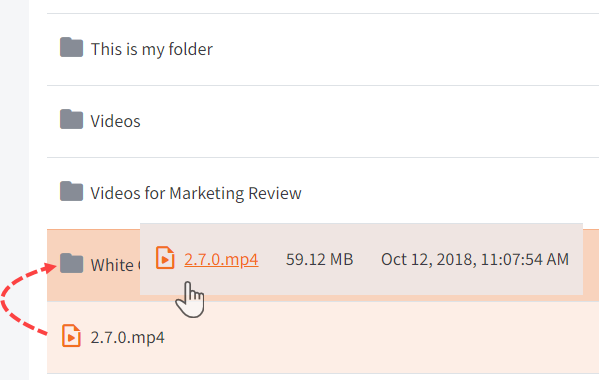 This is my folder
Videos
Videos for Marketing Review
White
2.7.0.mp4 59.12 MB Oct 12, 2018, 11:07:54 AM
2.7.0.mp4